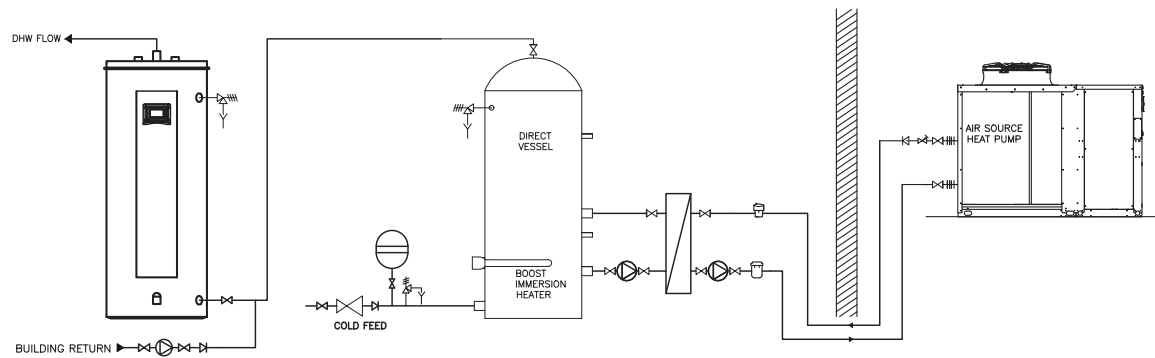 DHW FLOW
DIRECT
VESSEL
AIR SOURCE
HEAT PUMP
BOOST
IMMERSION
HEATER
COLD FEED
BUILDING RETURN